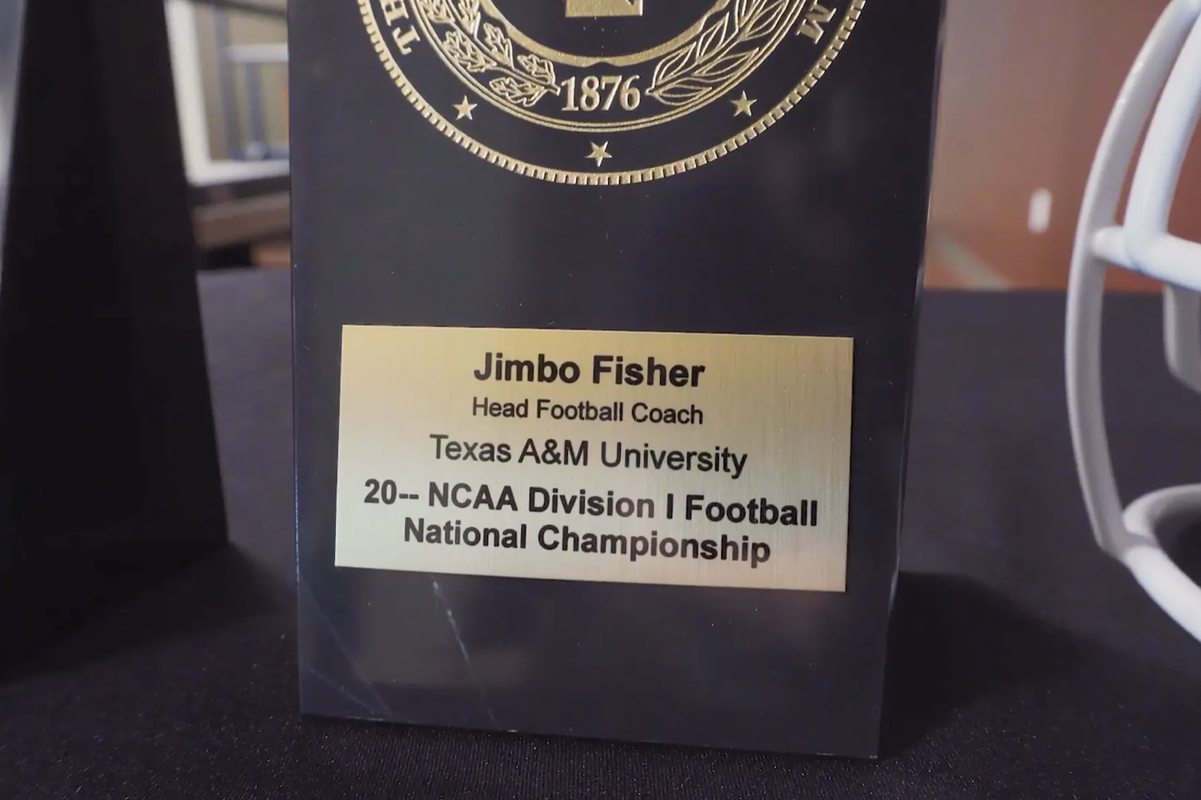 1876
Jimbo Fisher
Head Football Coach
Texas A&M University
20-- NCAA Division I Football
National Championship